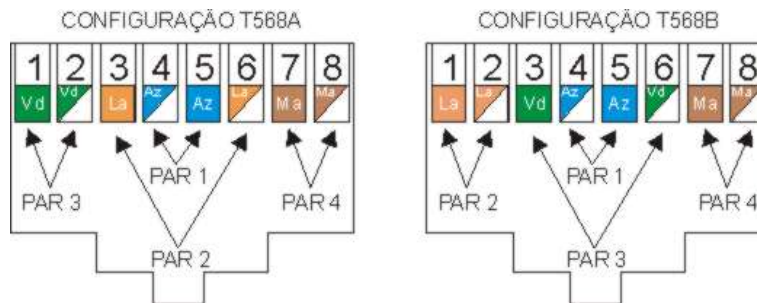 CONFIGURAÇÃO T568A
1 2 3 4 5 6 7 8
Vd Vd La Az Az La Ma Ma
PAR 3
PAR 1
PAR 4
PAR 2
CONFIGURAÇÃO T568B
1 2 3 4 5 6 7 8
La La Vd Az Az Vd Ma Ma
PAR 2
PAR 1
PAR 4
PAR 3